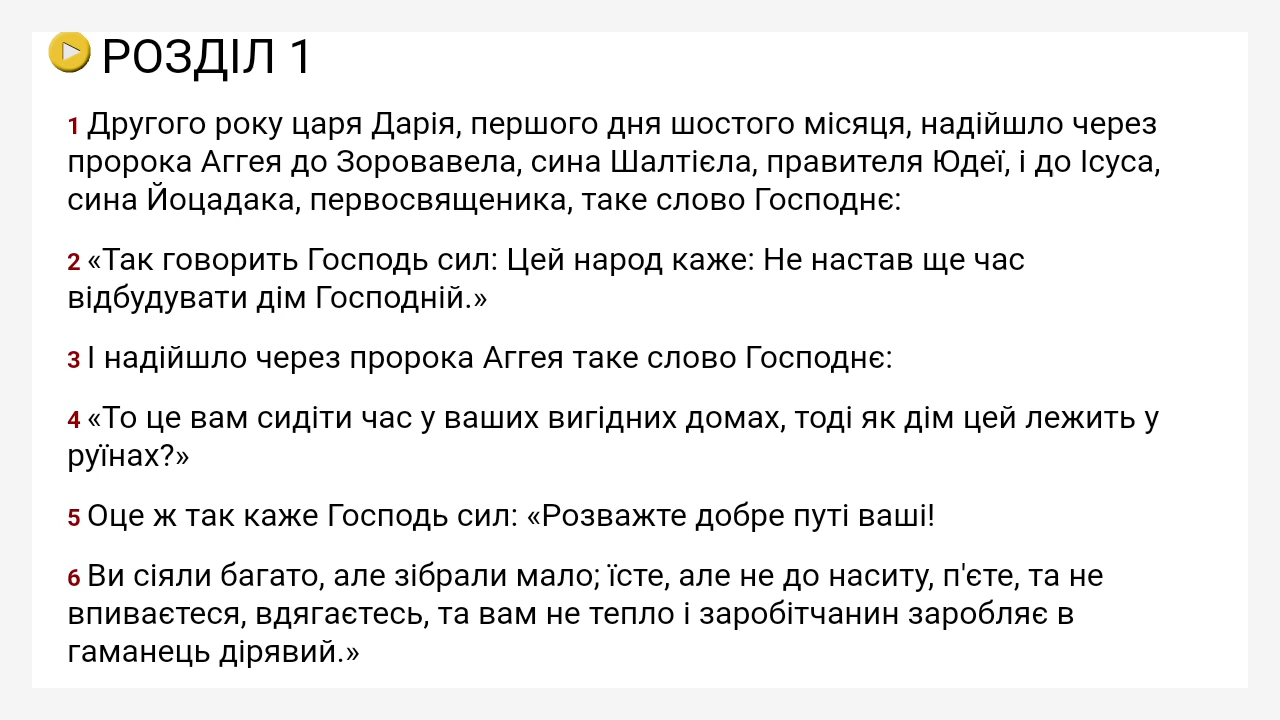 РОЗДІЛ 1
1 Другого року царя Дарія, першого дня шостого місяця, надійшло через
пророка Аггея до Зоровавела, сина Шалтієла, правителя Юдеї, і до Ісуса,
сина Йоцадака, первосвященика, таке слово Господнє:
2 «Так говорить Господь сил: Цей народ каже: Не настав ще час
відбудувати дім Господній.»
3 І надійшло через пророка Аггея таке слово Господнє:
4 «То це вам сидіти час у ваших вигідних домах, тоді як дім цей лежить у
руїнах?»
5 Оце ж так каже Господь сил: «Розважте добре путі ваші!
6 Ви сіяли багато, але зібрали мало; їсте, але не до наситу, п'єте, та не
впиваєтеся, вдягаєтесь, та вам не тепло і заробітчанин заробляє в
гаманець дірявий.»